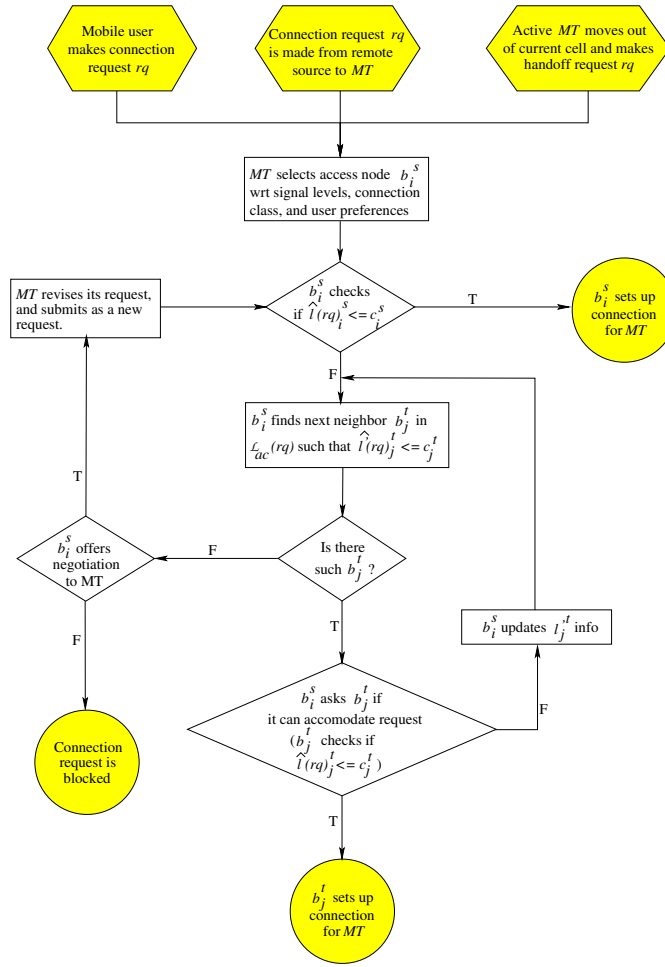 Mobile user
makes connection
request rq
Connection request rq
is made from remote
source to MT
Active MT moves out
of current cell and makes
handoff request rq
MT selects access node b_i^s
wrt signal levels, connection
class, and user preferences
MT revises its request,
and submits as a new
request.
b_i^s checks
if l̂(rq)_i^s <= c_i^s
T
b_i^s sets up
connection
for MT
F
b_i^s finds next neighbor b_j^t in
ℒ_ac(rq) such that l̂'(rq)_j^t <= c_j^t
T
b_i^s offers
negotiation
to MT
F
Is there
such b_j^t ?
T
F
b_i^s updates l_j^'t info
b_i^s asks b_j^t if
it can accomodate request
(b_j^t checks if
l̂(rq)_j^t <= c_j^t)
F
Connection
request is
blocked
T
b_j^t sets up
connection
for MT